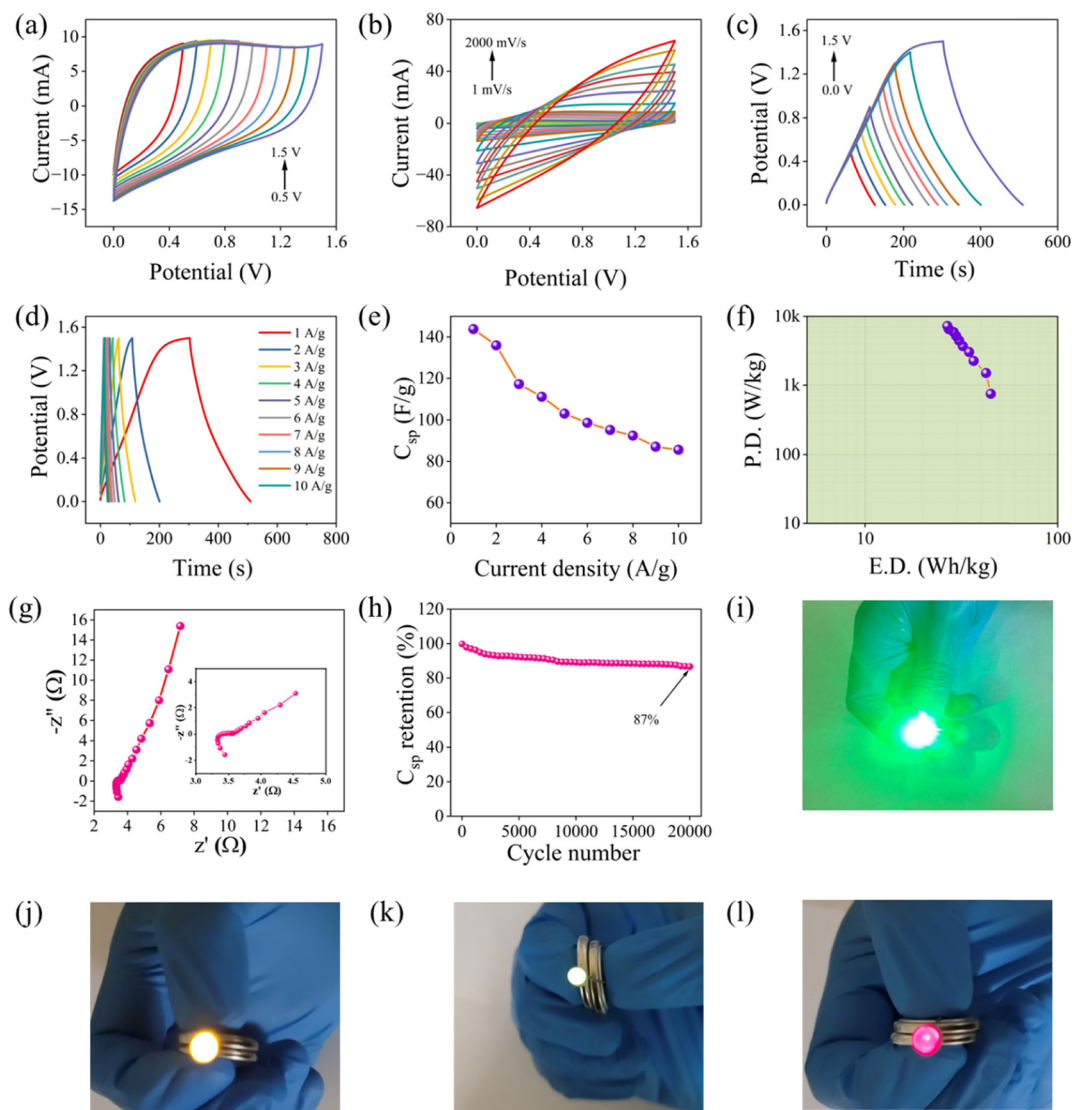 (a)
Current (mA)
10
5
0
−5
−10
−15
1.5 V
0.5 V
0.0 0.4 0.8 1.2 1.6
Potential (V)
(b)
Current (mA)
80
40
0
−40
−80
2000 mV/s
1 mV/s
0.0 0.4 0.8 1.2 1.6
Potential (V)
(c)
Potential (V)
1.6
1.2
0.8
0.4
0.0
1.5 V
0.0 V
0 200 400 600
Time (s)
(d)
Potential (V)
1.6
1.2
0.8
0.4
0.0
1 A/g
2 A/g
3 A/g
4 A/g
5 A/g
6 A/g
7 A/g
8 A/g
9 A/g
10 A/g
0 200 400 600 800
Time (s)
(e)
Csp (F/g)
140
120
100
80
60
0 2 4 6 8 10
Current density (A/g)
(f)
P.D. (W/kg)
10k
1k
100
10
10 100
E.D. (Wh/kg)
(g)
-z'' (Ω)
16
14
12
10
8
6
4
2
0
-2
-z'' (Ω)
4
2
0
-2
3.0 3.5 4.0 4.5 5.0
z' (Ω)
2 4 6 8 10 12 14 16
z' (Ω)
(h)
Csp retention (%)
120
100
80
60
40
20
0
87%
0 5000 10000 15000 20000
Cycle number
(i)
(j)
(k)
(l)